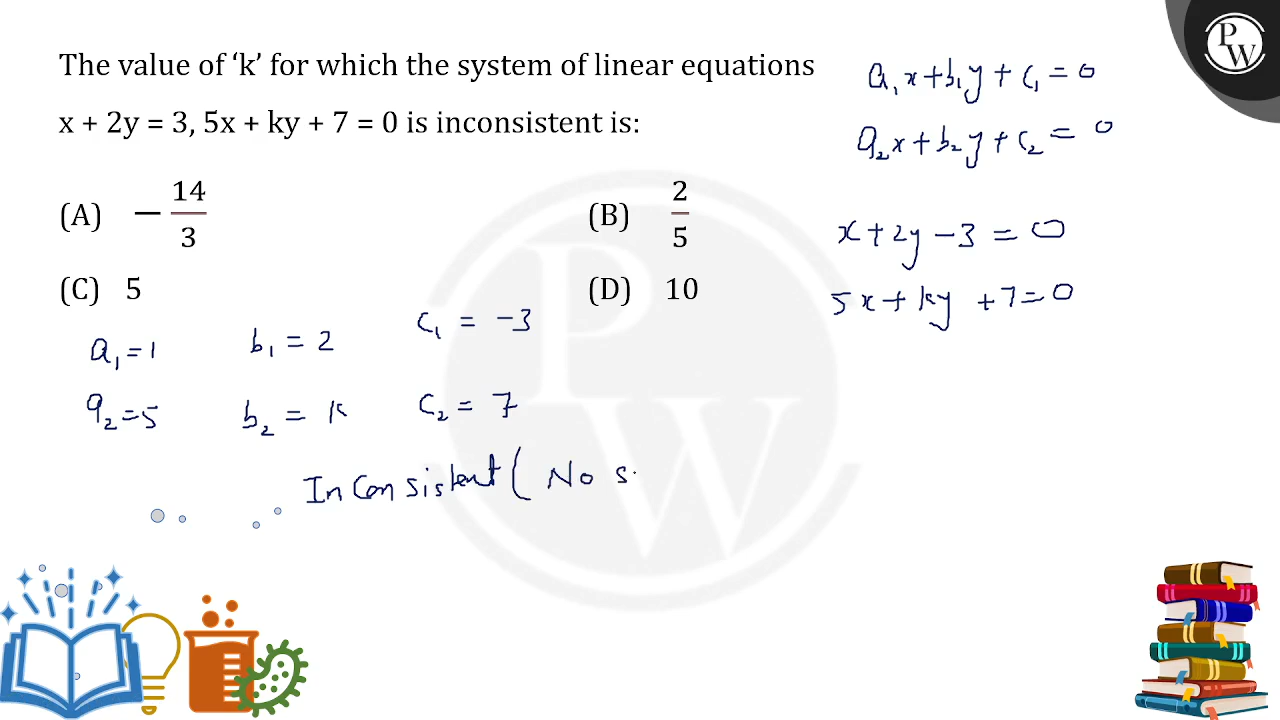 The value of ‘k’ for which the system of linear equations
x + 2y = 3, 5x + ky + 7 = 0 is inconsistent is:
(A) − 14/3 (B) 2/5
(C) 5 (D) 10
a₁x + b₁y + c₁ = 0
a₂x + b₂y + c₂ = 0
x + 2y − 3 = 0
5x + ky + 7 = 0
a₁ = 1 b₁ = 2 c₁ = −3
a₂ = 5 b₂ = k c₂ = 7
Inconsistent ( No s
PW
PW